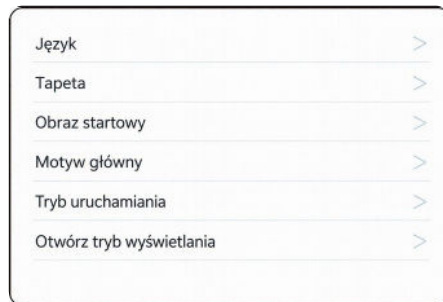 Język
Tapeta
Obraz startowy
Motyw główny
Tryb uruchamiania
Otwórz tryb wyświetlania